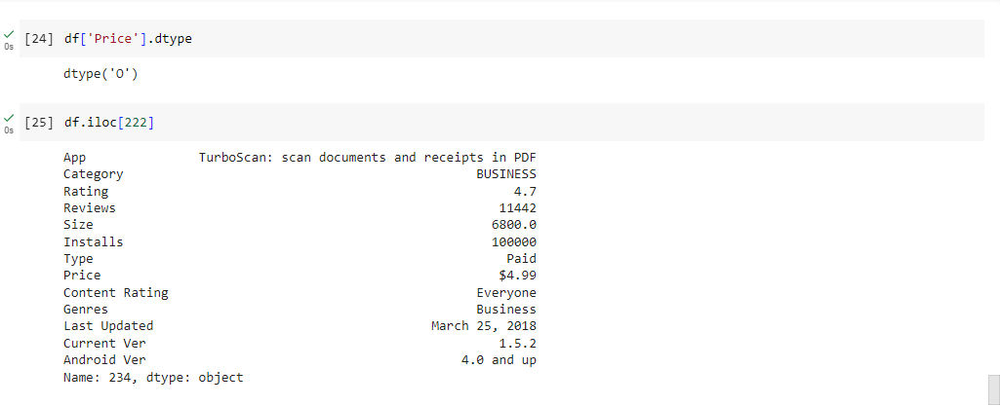 [24] df['Price'].dtype
0s
dtype('O')
[25] df.iloc[222]
0s
App TurboScan: scan documents and receipts in PDF
Category BUSINESS
Rating 4.7
Reviews 11442
Size 6800.0
Installs 100000
Type Paid
Price $4.99
Content Rating Everyone
Genres Business
Last Updated March 25, 2018
Current Ver 1.5.2
Android Ver 4.0 and up
Name: 234, dtype: object